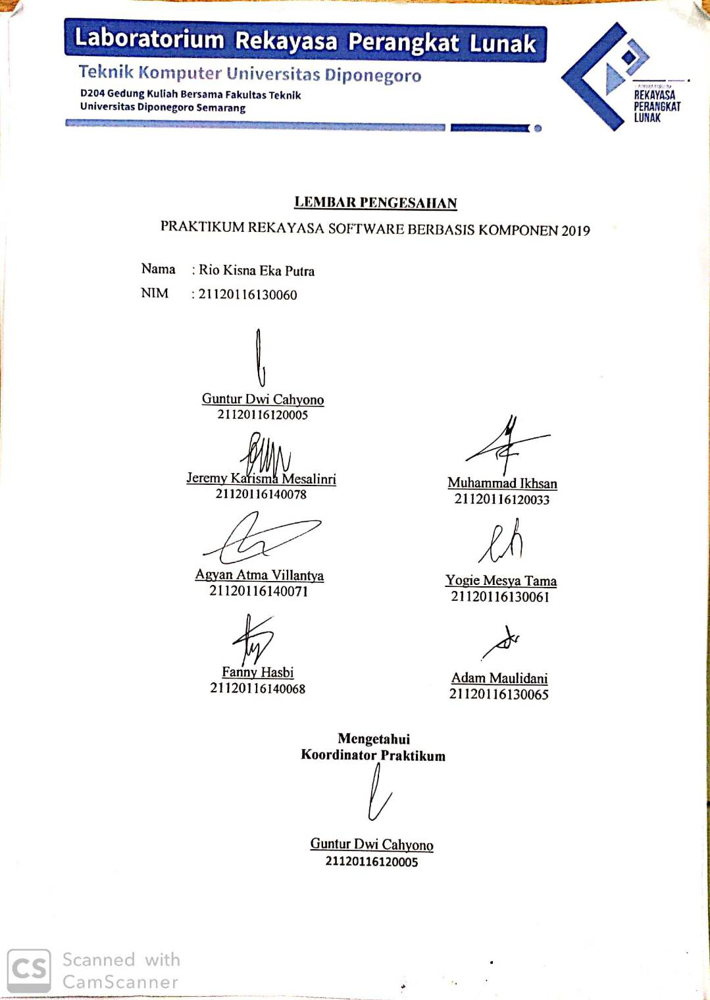 Laboratorium Rekayasa Perangkat Lunak
Teknik Komputer Universitas Diponegoro
D204 Gedung Kuliah Bersama Fakultas Teknik
Universitas Diponegoro Semarang
LABORATORIUM
REKAYASA
PERANGKAT
LUNAK
LEMBAR PENGESAHAN
PRAKTIKUM REKAYASA SOFTWARE BERBASIS KOMPONEN 2019
Nama : Rio Kisna Eka Putra
NIM : 21120116130060
Guntur Dwi Cahyono
21120116120005
Jeremy Karisma Mesalinri
21120116140078
Muhammad Ikhsan
21120116120033
Agyan Atma Villantya
21120116140071
Yogie Mesya Tama
21120116130061
Fanny Hasbi
21120116140068
Adam Maulidani
21120116130065
Mengetahui
Koordinator Praktikum
Guntur Dwi Cahyono
21120116120005
CS
Scanned with
CamScanner